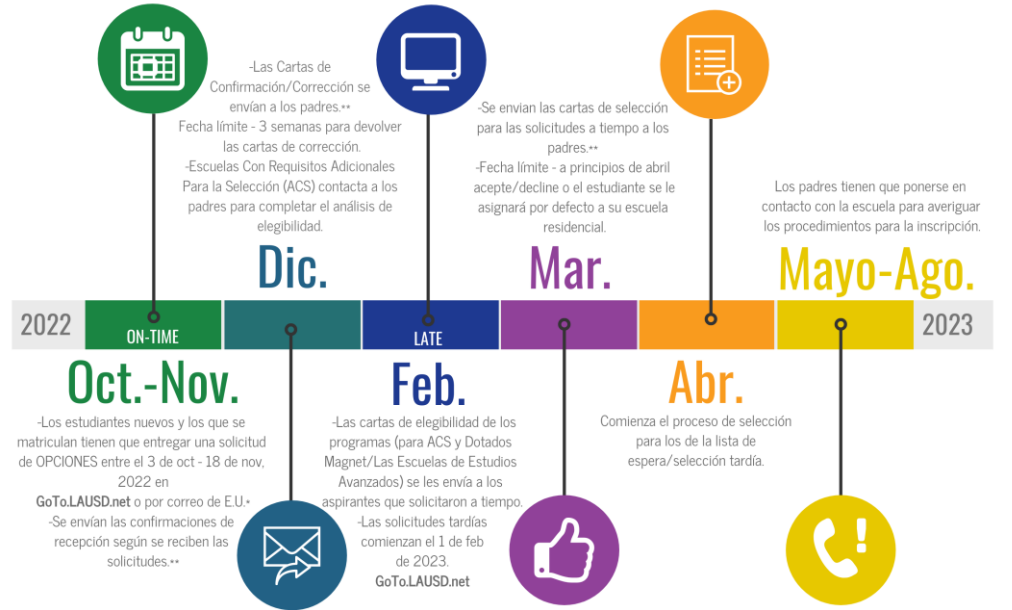 -Las Cartas de
Confirmación/Corrección se
envían a los padres.**
Fecha límite - 3 semanas para devolver
las cartas de corrección.
-Escuelas Con Requisitos Adicionales
Para la Selección (ACS) contacta a los
padres para completar el análisis de
elegibilidad.
Dic.
-Se envian las cartas de selección
para las solicitudes a tiempo a los
padres.**
-Fecha límite - a principios de abril
acepte/decline o el estudiante se le
asignará por defecto a su escuela
residencial.
Mar.
Los padres tienen que ponerse en
contacto con la escuela para averiguar
los procedimientos para la inscripción.
Mayo-Ago.
2022
ON-TIME
LATE
2023
Oct.-Nov.
-Los estudiantes nuevos y los que se
matriculan tienen que entregar una solicitud
de OPCIONES entre el 3 de oct - 18 de nov,
2022 en
GoTo.LAUSD.net o por correo de E.U.*
-Se envían las confirmaciones de
recepción según se reciben las
solicitudes.**
Feb.
-Las cartas de elegibilidad de los
programas (para ACS y Dotados
Magnet/Las Escuelas de Estudios
Avanzados) se les envía a los
aspirantes que solicitaron a tiempo.
-Las solicitudes tardías
comienzan el 1 de feb
de 2023.
GoTo.LAUSD.net
Abr.
Comienza el proceso de selección
para los de la lista de
espera/selección tardía.